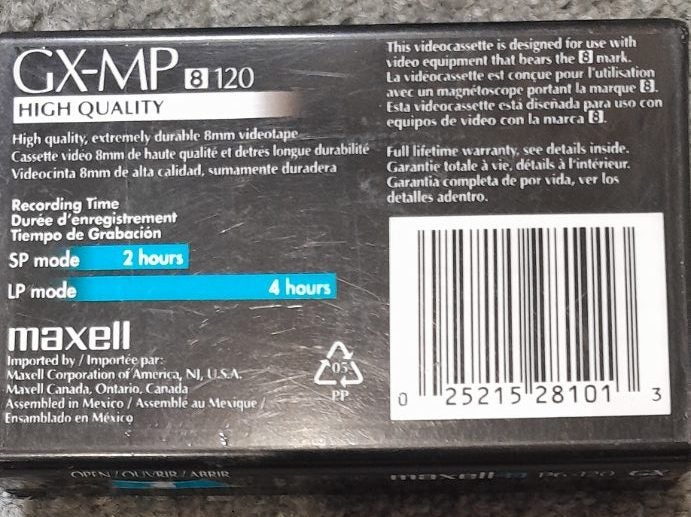 GX-MP 8 120
HIGH QUALITY
High quality, extremely durable 8mm videotape
Cassette vidéo 8mm de haute qualité et detrès longue durabilité
Videocinta 8mm de alta calidad, sumamente duradera
Recording Time
Durée d'enregistrement
Tiempo de Grabación
SP mode 2 hours
LP mode 4 hours
maxell
Imported by / Importée par:
Maxell Corporation of America, NJ, U.S.A.
Maxell Canada, Ontario, Canada
Assembled in Mexico / Assemblé au Mexique /
Ensamblado en México
05
PP
This videocassette is designed for use with
video equipment that bears the 8 mark.
La vidéocassette est conçue pour l'utilisation
avec un magnétoscope portant la marque 8.
Esta videocassette está diseñada para uso con
equipos de video con la marca 8.
Full lifetime warranty, see details inside.
Garantie totale à vie, détails à l'intérieur.
Garantía completa de por vida, ver los
detalles adentro.
0 25215 28101 3
OPEN / OUVRIR / ABRIR
maxell 8 P6-120 GX